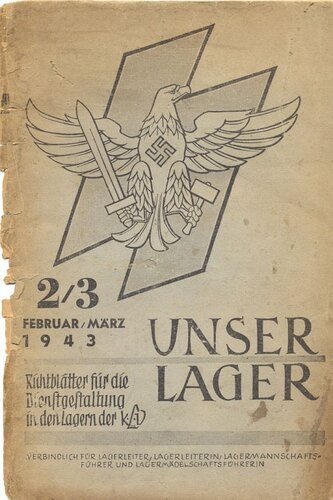 2/3
FEBRUAR/MÄRZ
1943
UNSER
LAGER
Richtblätter für die
Dienstgestaltung
in den Lagern der KLV
VERBINDLICH FÜR LAGERLEITER, LAGERLEITERIN, LAGERMANNSCHAFTS-
FÜHRER UND LAGERMÄDELSCHAFTSFÜHRERIN